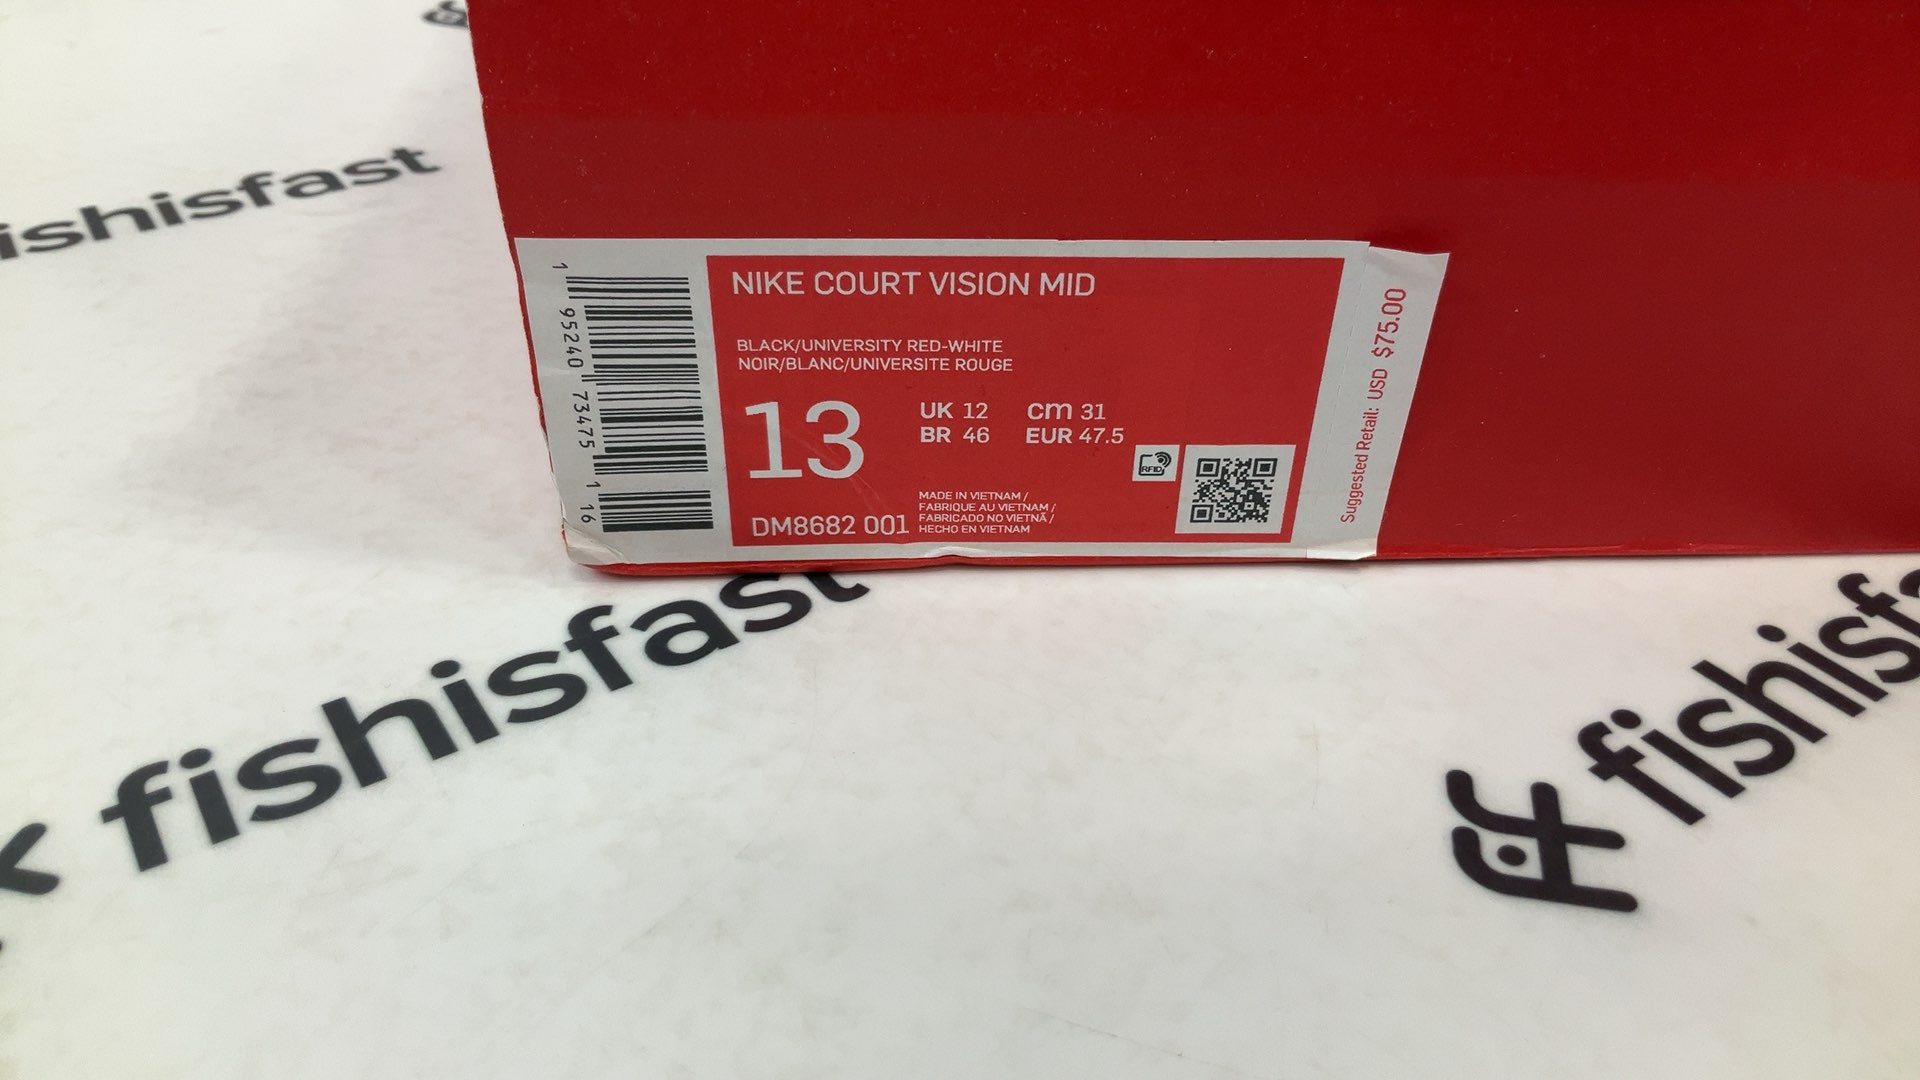 fishisfast
NIKE COURT VISION MID
BLACK/UNIVERSITY RED-WHITE
NOIR/BLANC/UNIVERSITE ROUGE
13
UK 12
cm 31
BR 46
EUR 47.5
RFID
MADE IN VIETNAM /
FABRIQUE AU VIETNAM /
FABRICADO NO VIETNÃ /
HECHO EN VIETNAM
DM8682 001
1 95240 73475 1 16
Suggested Retail: USD $75.00
fishisfast
fishisfa